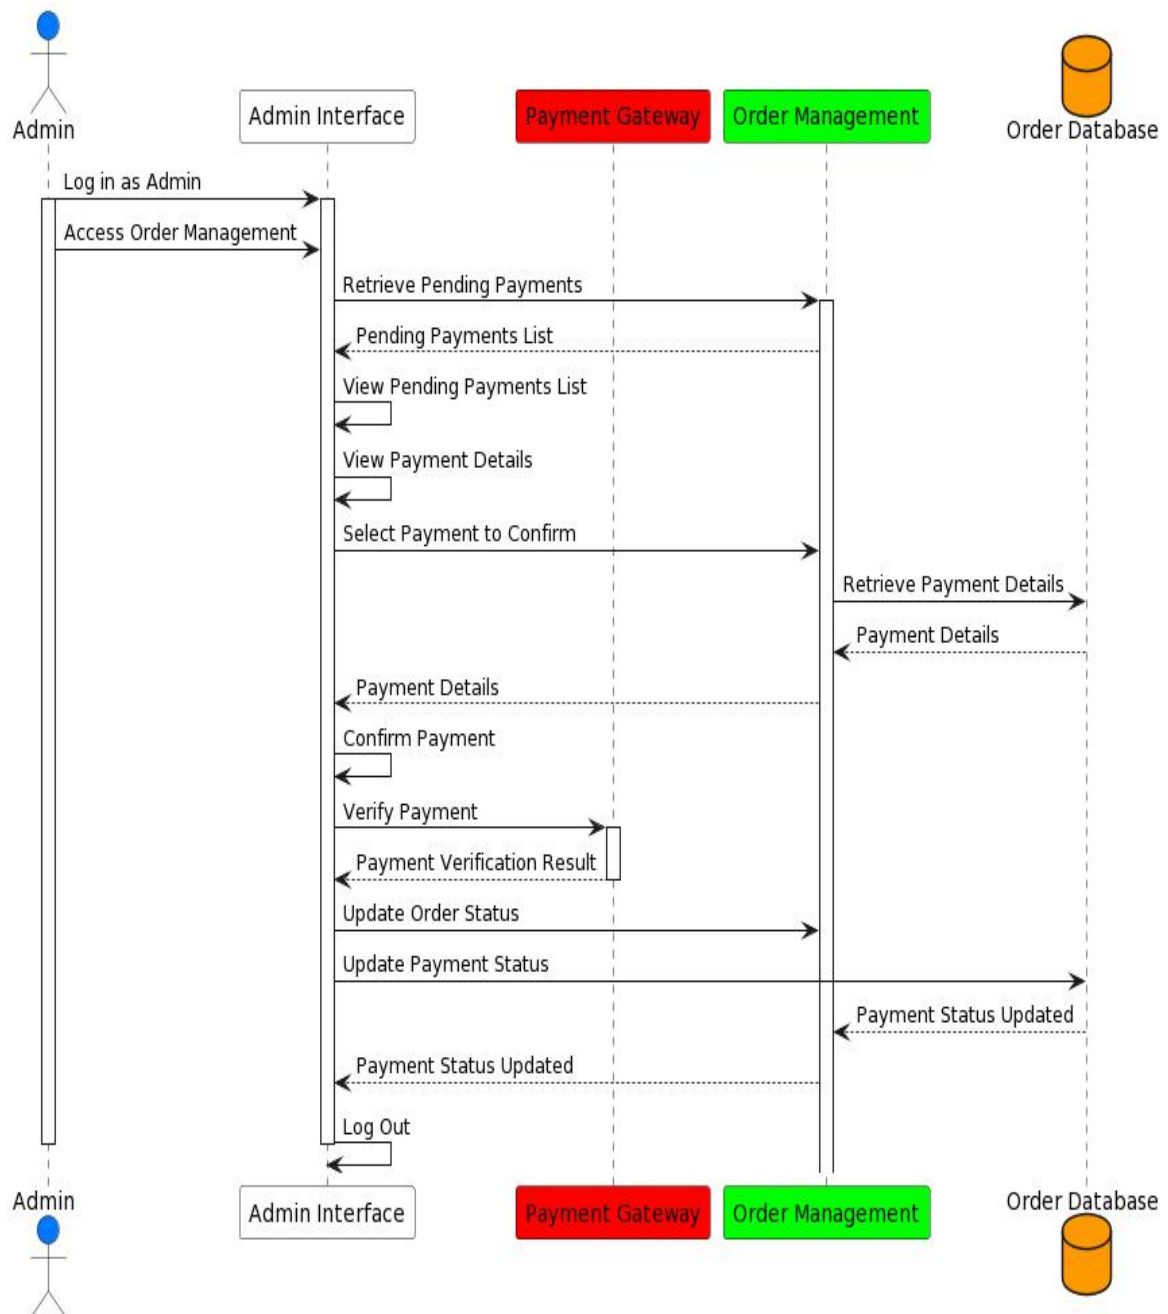 Admin
Admin Interface
Payment Gateway
Order Management
Order Database
Log in as Admin
Access Order Management
Retrieve Pending Payments
Pending Payments List
View Pending Payments List
View Payment Details
Select Payment to Confirm
Retrieve Payment Details
Payment Details
Payment Details
Confirm Payment
Verify Payment
Payment Verification Result
Update Order Status
Update Payment Status
Payment Status Updated
Payment Status Updated
Log Out
Admin
Admin Interface
Payment Gateway
Order Management
Order Database